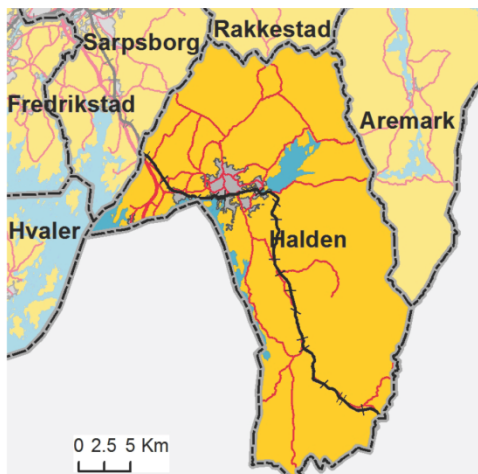 Rakkestad
Sarpsborg
Fredrikstad
Aremark
Hvaler
Halden
0 2.5 5 Km